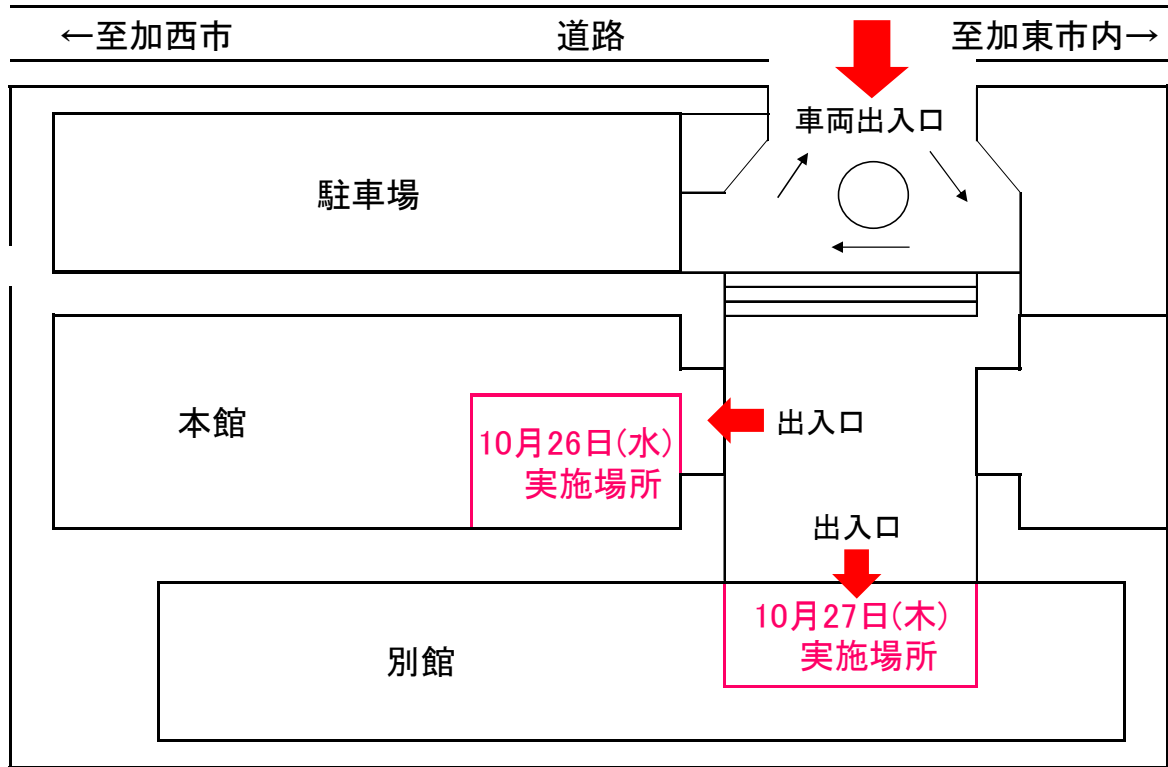 ←至加西市
道路
至加東市内→
車両出入口
駐車場
本館
10月26日(水)
実施場所
出入口
出入口
10月27日(木)
実施場所
別館